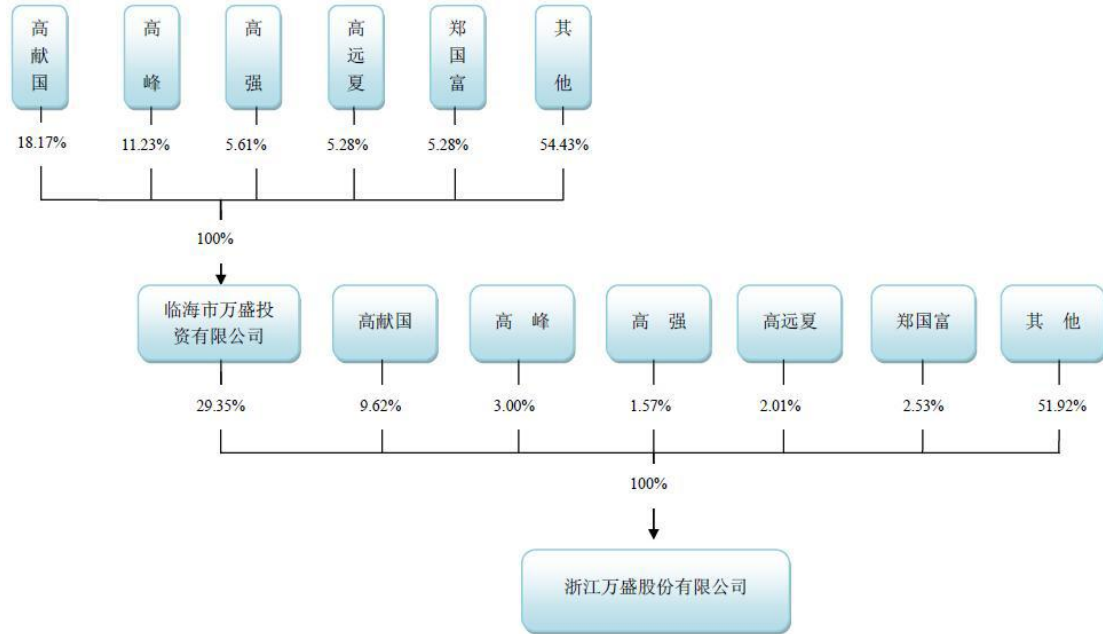 高献国 高峰 高强 高远夏 郑国富 其他
18.17% 11.23% 5.61% 5.28% 5.28% 54.43%
100%
临海市万盛投
资有限公司
高献国 高 峰 高 强 高远夏 郑国富 其 他
29.35% 9.62% 3.00% 1.57% 2.01% 2.53% 51.92%
100%
浙江万盛股份有限公司